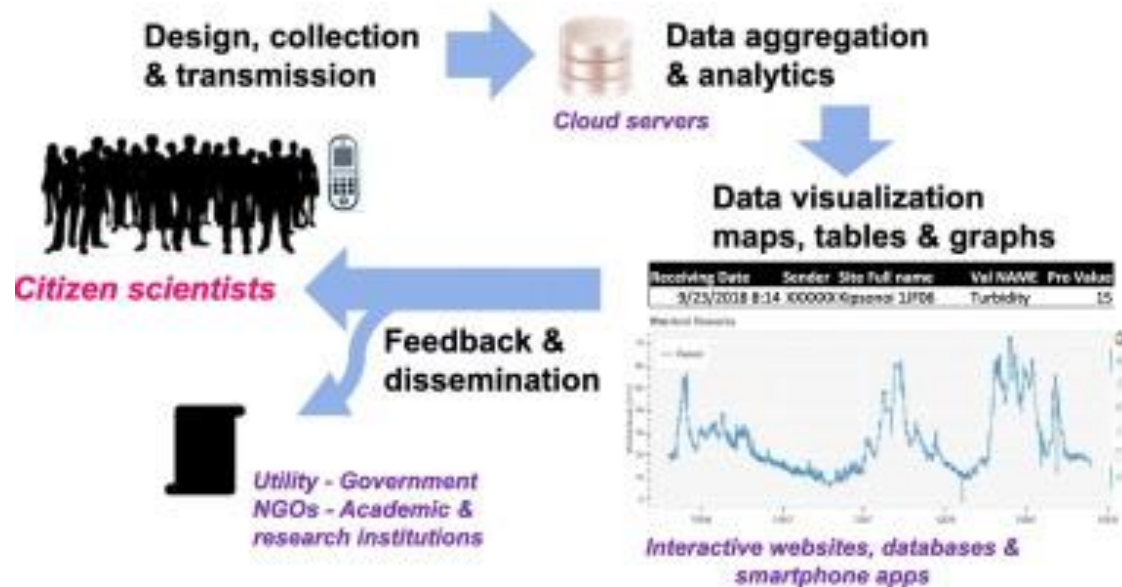 Design, collection
& transmission
Data aggregation
& analytics
Cloud servers
Data visualization
maps, tables & graphs
Receiving Date Sender Site Full name Val NAME Pro Value
9/23/2018 8:14 Kipsonoi 1JF06 Turbidity 15
Citizen scientists
Feedback &
dissemination
Utility - Government
NGOs - Academic &
research institutions
Interactive websites, databases &
smartphone apps